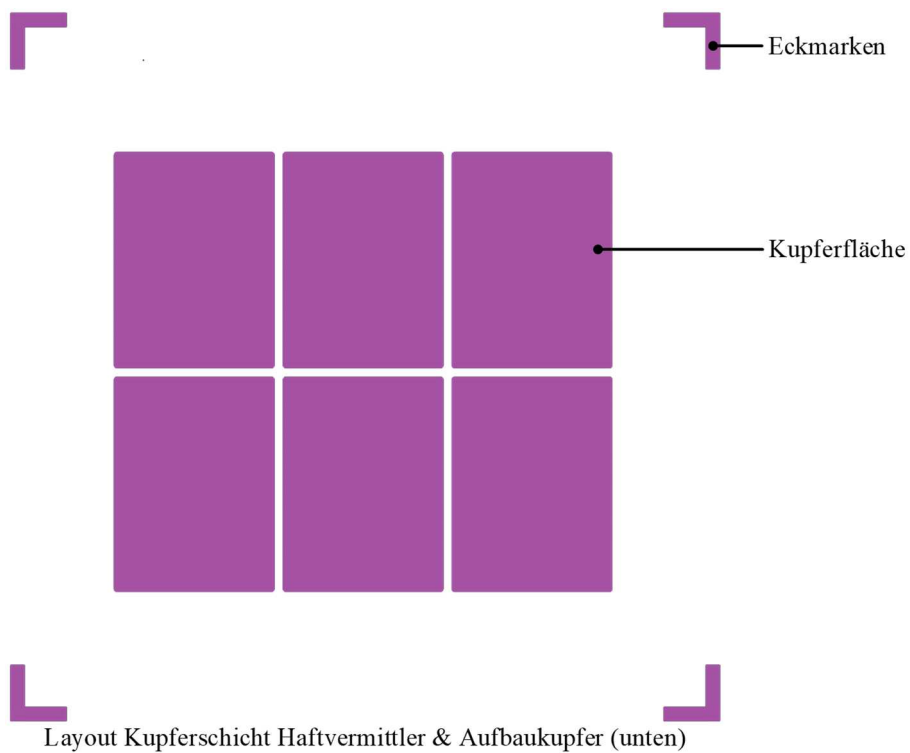 Eckmarken
Kupferfläche
Layout Kupferschicht Haftvermittler & Aufbaukupfer (unten)